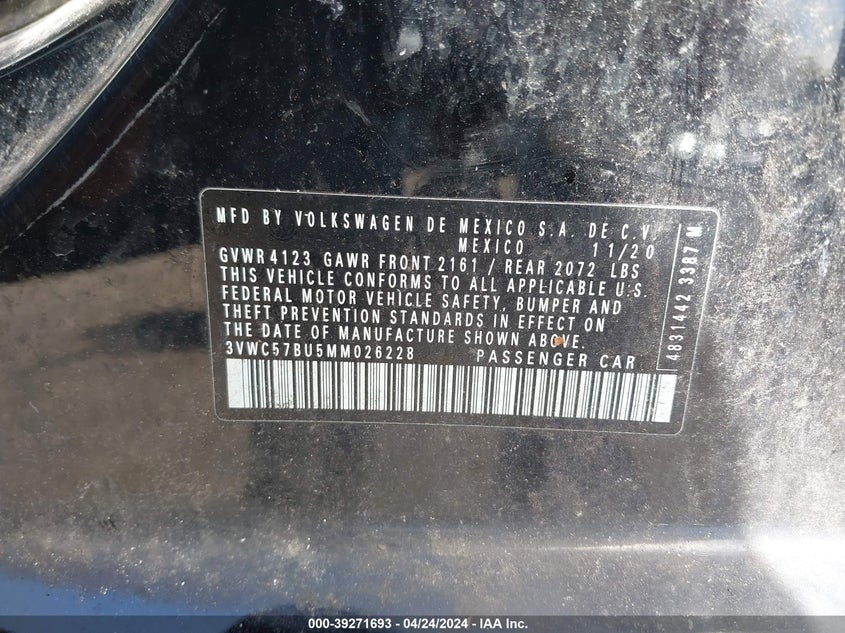 MFD BY VOLKSWAGEN DE MEXICO S.A. DE C.V
MEXICO 11/20
GVWR 4123 GAWR FRONT 2161 / REAR 2072 LBS
THIS VEHICLE CONFORMS TO ALL APPLICABLE U.S.
FEDERAL MOTOR VEHICLE SAFETY, BUMPER AND
THEFT PREVENTION STANDARDS IN EFFECT ON
THE DATE OF MANUFACTURE SHOWN ABOVE.
3VWC57BU5MM026228 PASSENGER CAR
4831442 3387M
000-39271693 - 04/24/2024 - IAA Inc.